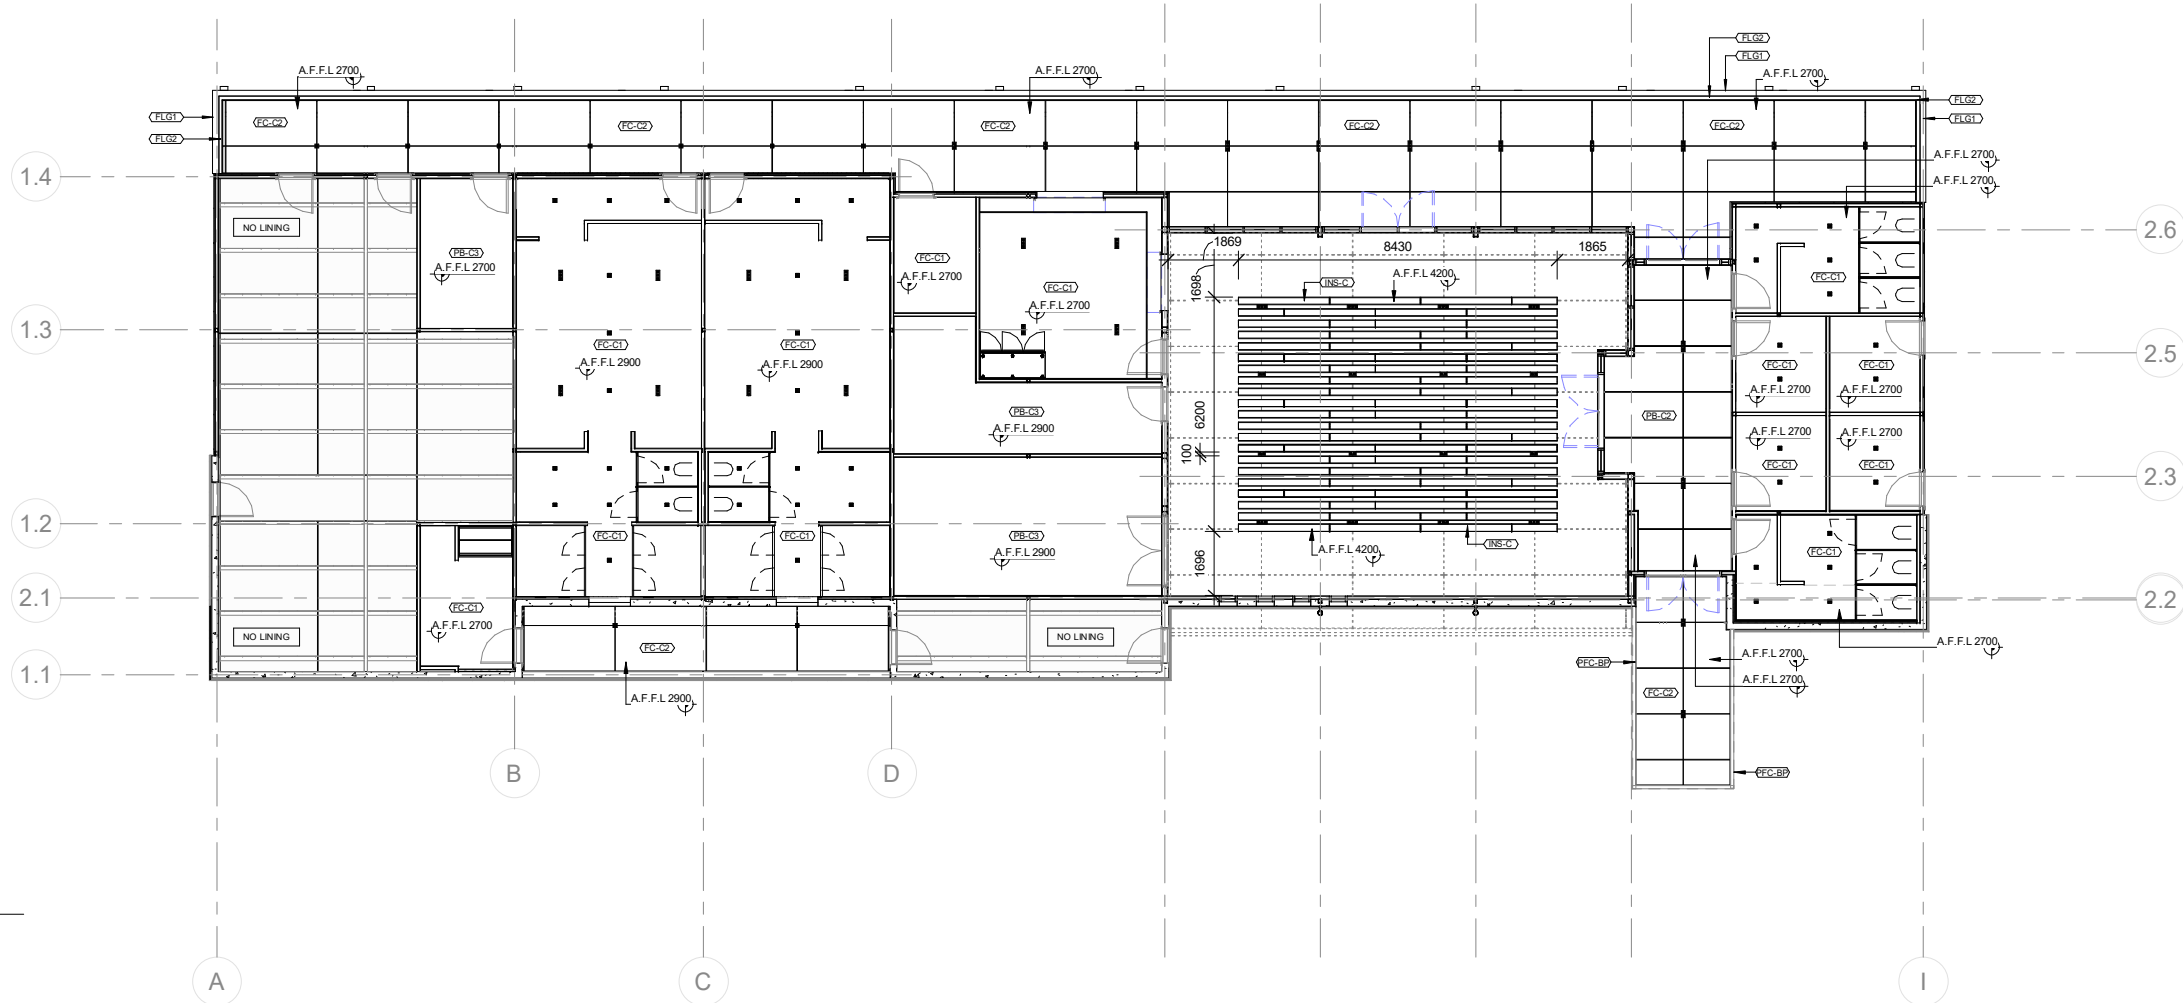 FLG2
FLG1
A.F.F.L 2700
A.F.F.L 2700
A.F.F.L 2700
FLG1
FC-C2
FC-C2
FC-C2
FC-C2
FC-C2
FLG2
FLG2
FLG1
1.4
A.F.F.L 2700
A.F.F.L 2700
NO LINING
PB-C3
A.F.F.L 2700
FC-C1
A.F.F.L 2700
FC-C1
A.F.F.L 2700
1869
8430
1865
1698
INS-C
A.F.F.L 4200
FC-C1
2.6
1.3
FC-C1
A.F.F.L 2900
FC-C1
A.F.F.L 2900
2.5
FC-C1
A.F.F.L 2700
FC-C1
A.F.F.L 2700
PB-C3
A.F.F.L 2900
6200
100
PB-C2
A.F.F.L 2700
FC-C1
A.F.F.L 2700
FC-C1
2.3
1.2
FC-C1
FC-C1
PB-C3
A.F.F.L 2900
1696
A.F.F.L 4200
INS-C
FC-C1
2.1
FC-C1
A.F.F.L 2700
2.2
NO LINING
FC-C2
NO LINING
A.F.F.L 2700
1.1
A.F.F.L 2900
PFC-BP
A.F.F.L 2700
A.F.F.L 2700
FC-C2
B
D
PFC-BP
A
C
I